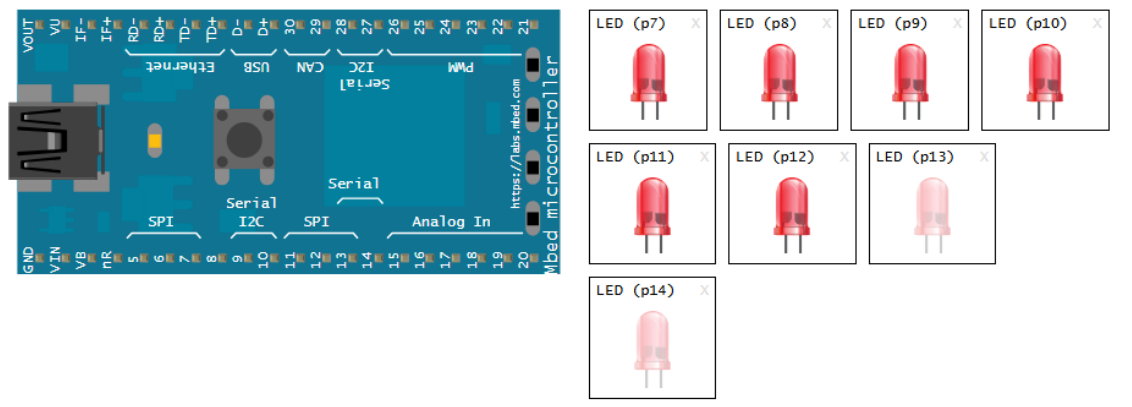 VOUT VU IF- IF+ RD- RD+ TD- TD+ D- D+ 30 29 28 27 26 25 24 23 22 21
Ethernet USB CAN I2C PWM
Serial
https://labs.mbed.com
Mbed microcontroller
Serial
Serial
SPI I2C SPI Analog In
GND VIN VB nR 5 6 7 8 9 10 11 12 13 14 15 16 17 18 19 20
LED (p7) X
LED (p8) X
LED (p9) X
LED (p10) X
LED (p11) X
LED (p12) X
LED (p13) X
LED (p14) X